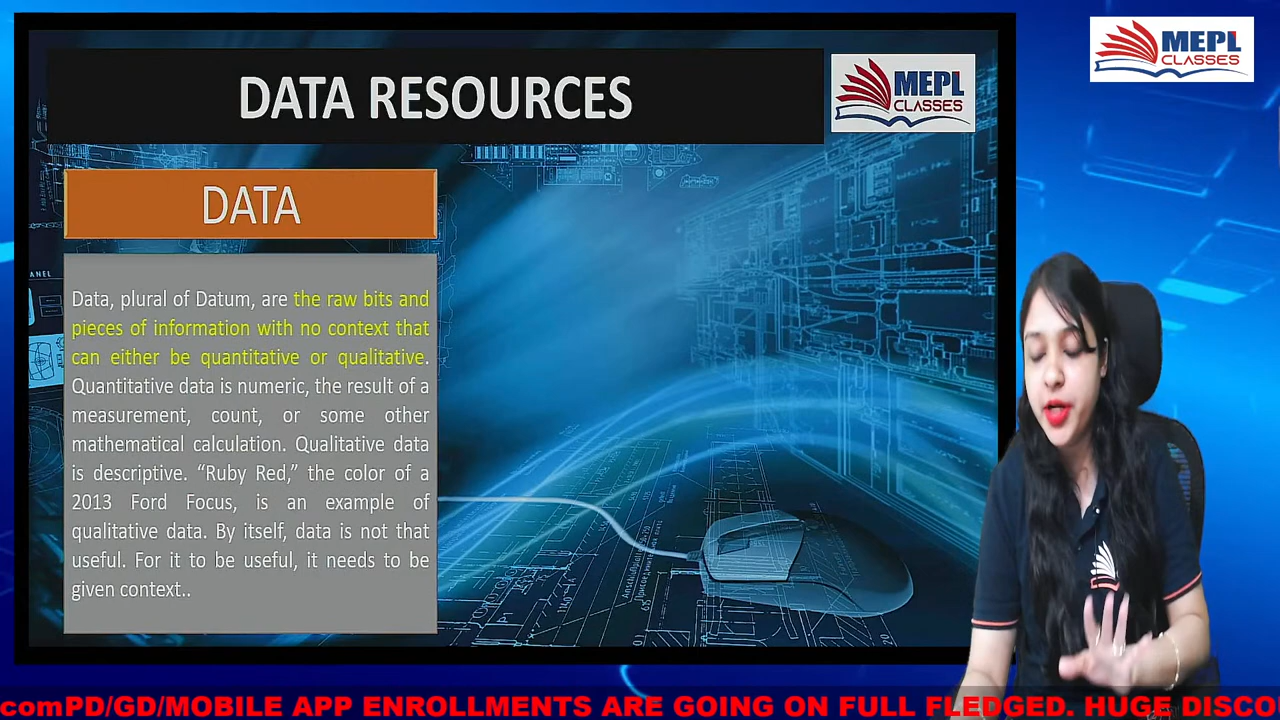 DATA RESOURCES
MEPL
CLASSES
MEPL
CLASSES
DATA
ANEL
Data, plural of Datum, are the raw bits and
pieces of information with no context that
can either be quantitative or qualitative.
Quantitative data is numeric, the result of a
measurement, count, or some other
mathematical calculation. Qualitative data
is descriptive. “Ruby Red,” the color of a
2013 Ford Focus, is an example of
qualitative data. By itself, data is not that
useful. For it to be useful, it needs to be
given context..
comPD/GD/MOBILE APP ENROLLMENTS ARE GOING ON FULL FLEDGED. HUGE DISCO